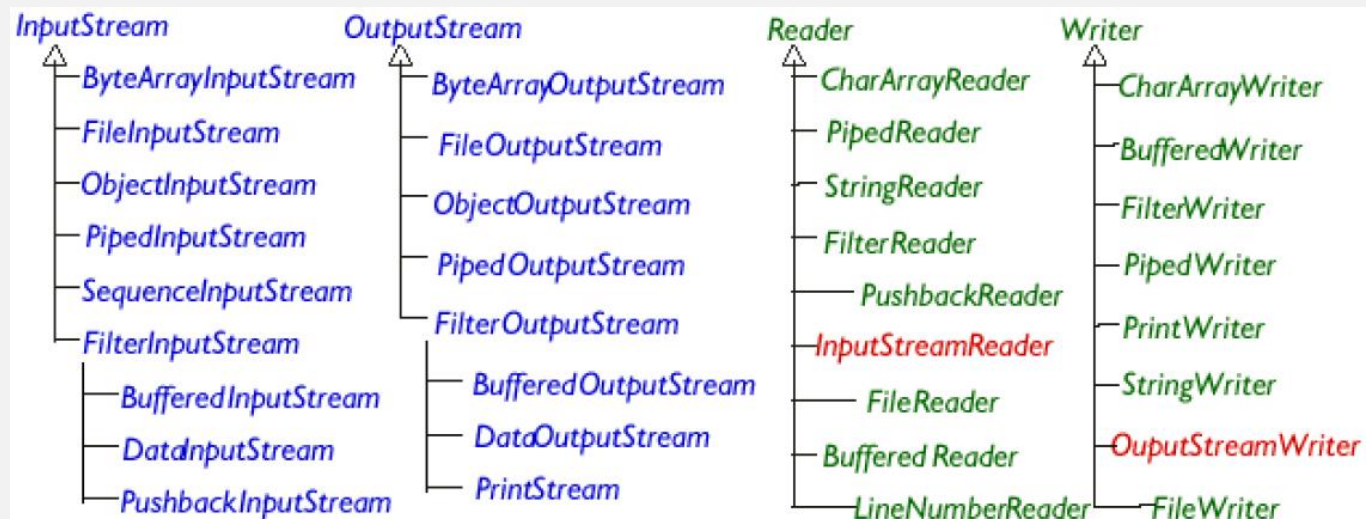 InputStream
ByteArrayInputStream
FileInputStream
ObjectInputStream
PipedInputStream
SequenceInputStream
FilterInputStream
BufferedInputStream
DataInputStream
PushbackInputStream
OutputStream
ByteArrayOutputStream
FileOutputStream
ObjectOutputStream
PipedOutputStream
FilterOutputStream
BufferedOutputStream
DataOutputStream
PrintStream
Reader
CharArrayReader
PipedReader
StringReader
FilterReader
PushbackReader
InputStreamReader
FileReader
Buffered Reader
LineNumberReader
Writer
CharArrayWriter
BufferedWriter
FilterWriter
PipedWriter
PrintWriter
StringWriter
OuputStreamWriter
FileWriter